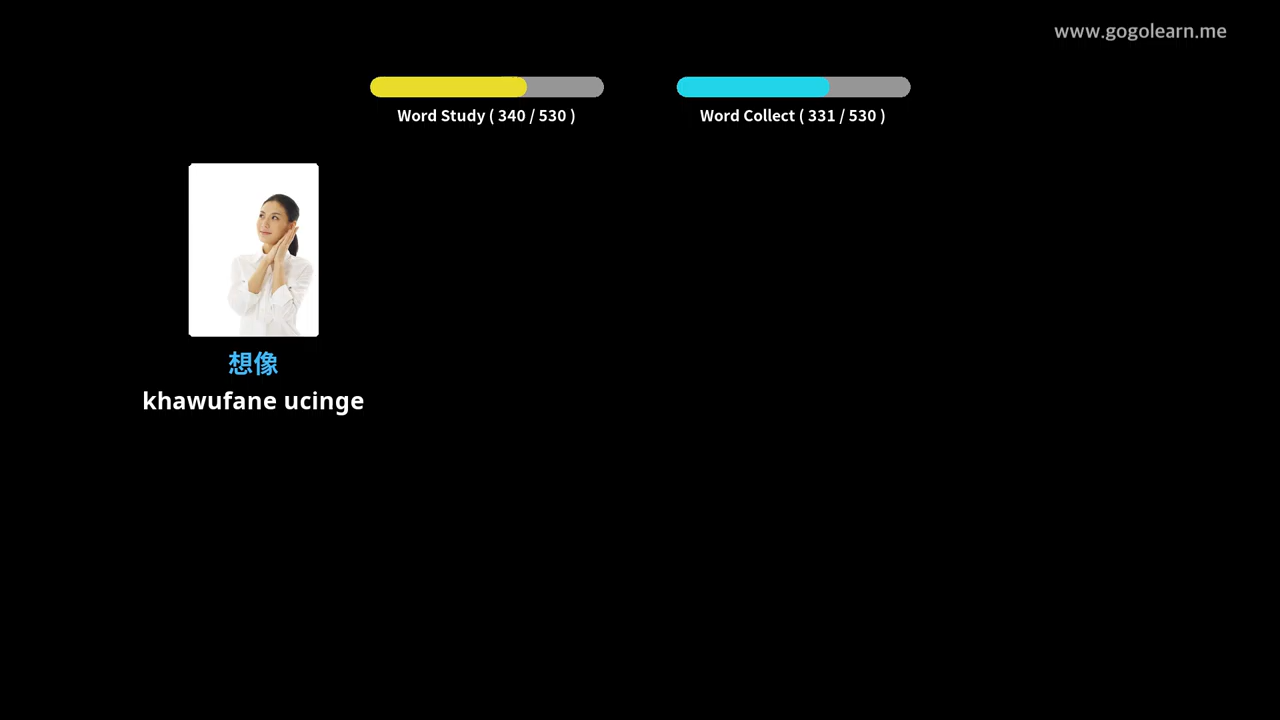 www.gogolearn.me
Word Study ( 340 / 530 )
Word Collect ( 331 / 530 )
想像
khawufane ucinge